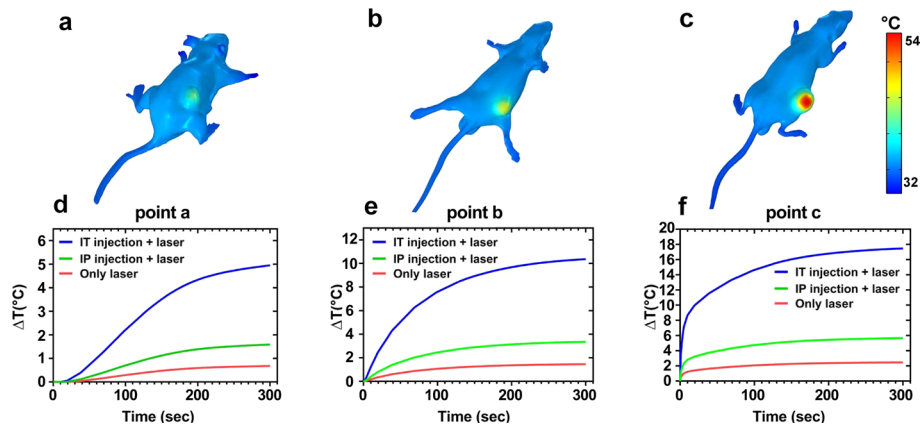 a
b
c
°C
54
32
d
point a
e
point b
f
point c
6
5
4
3
2
1
0
ΔT(°C)
IT injection + laser
IP injection + laser
Only laser
0
100
200
300
Time (sec)
12
10
8
6
4
2
0
ΔT(°C)
IT injection + laser
IP injection + laser
Only laser
0
100
200
300
Time (sec)
20
18
16
14
12
10
8
6
4
2
0
ΔT(°C)
IT injection + laser
IP injection + laser
Only laser
0
100
200
300
Time (sec)